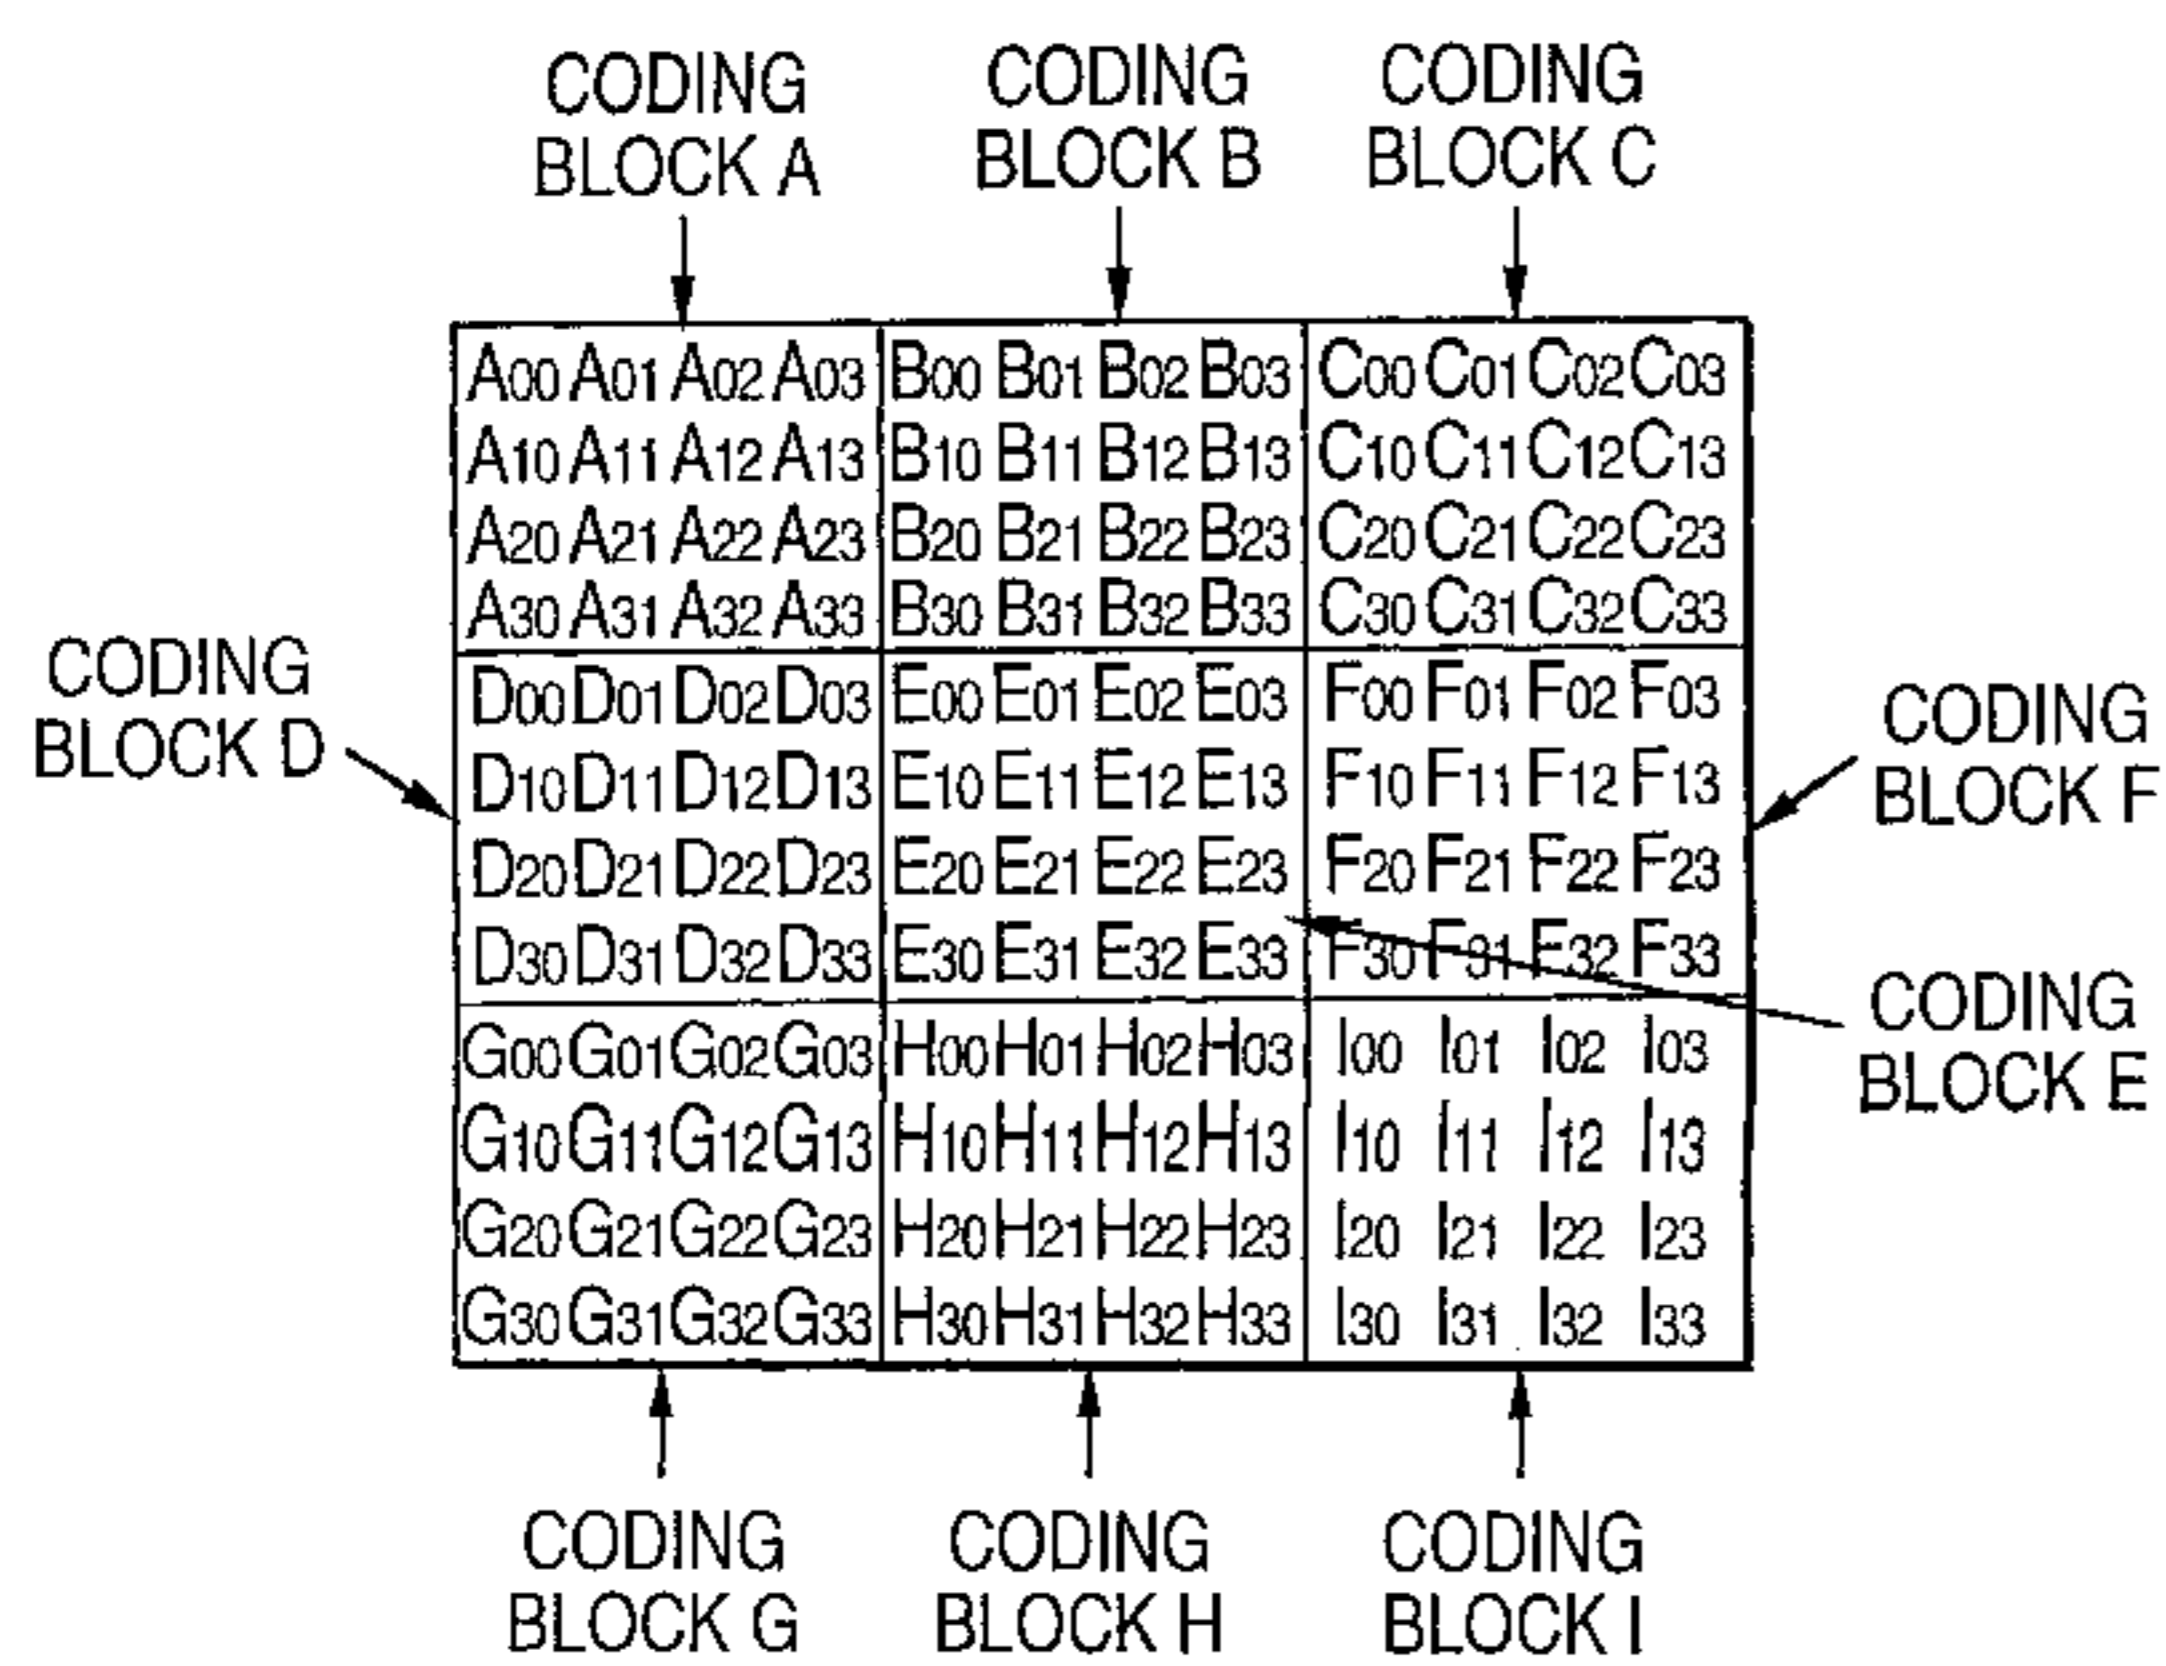 CODING
BLOCK A
CODING
BLOCK B
CODING
BLOCK C
A00 A01 A02 A03 B00 B01 B02 B03 C00 C01 C02 C03
A10 A11 A12 A13 B10 B11 B12 B13 C10 C11 C12 C13
A20 A21 A22 A23 B20 B21 B22 B23 C20 C21 C22 C23
A30 A31 A32 A33 B30 B31 B32 B33 C30 C31 C32 C33
CODING
BLOCK D
D00 D01 D02 D03 E00 E01 E02 E03 F00 F01 F02 F03
D10 D11 D12 D13 E10 E11 E12 E13 F10 F11 F12 F13
D20 D21 D22 D23 E20 E21 E22 E23 F20 F21 F22 F23
D30 D31 D32 D33 E30 E31 E32 E33 F30 F31 F32 F33
CODING
BLOCK F
CODING
BLOCK E
G00 G01 G02 G03 H00 H01 H02 H03 I00 I01 I02 I03
G10 G11 G12 G13 H10 H11 H12 H13 I10 I11 I12 I13
G20 G21 G22 G23 H20 H21 H22 H23 I20 I21 I22 I23
G30 G31 G32 G33 H30 H31 H32 H33 I30 I31 I32 I33
CODING
BLOCK G
CODING
BLOCK H
CODING
BLOCK I